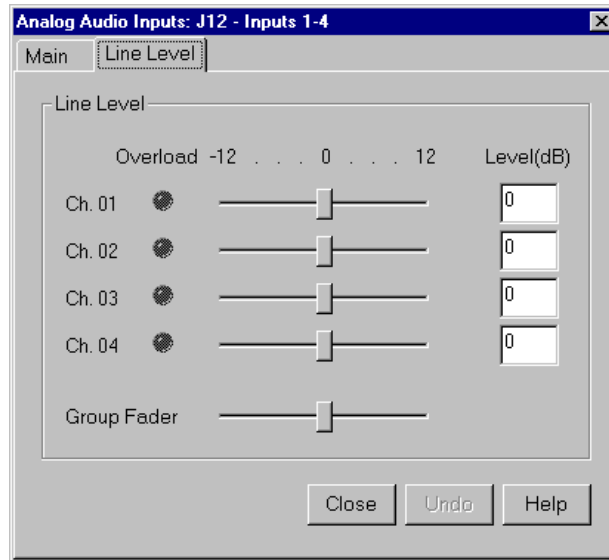 Analog Audio Inputs: J12 - Inputs 1-4
Main Line Level
Line Level
Overload -12 . . . 0 . . . 12 Level(dB)
Ch. 01 0
Ch. 02 0
Ch. 03 0
Ch. 04 0
Group Fader
Close Undo Help